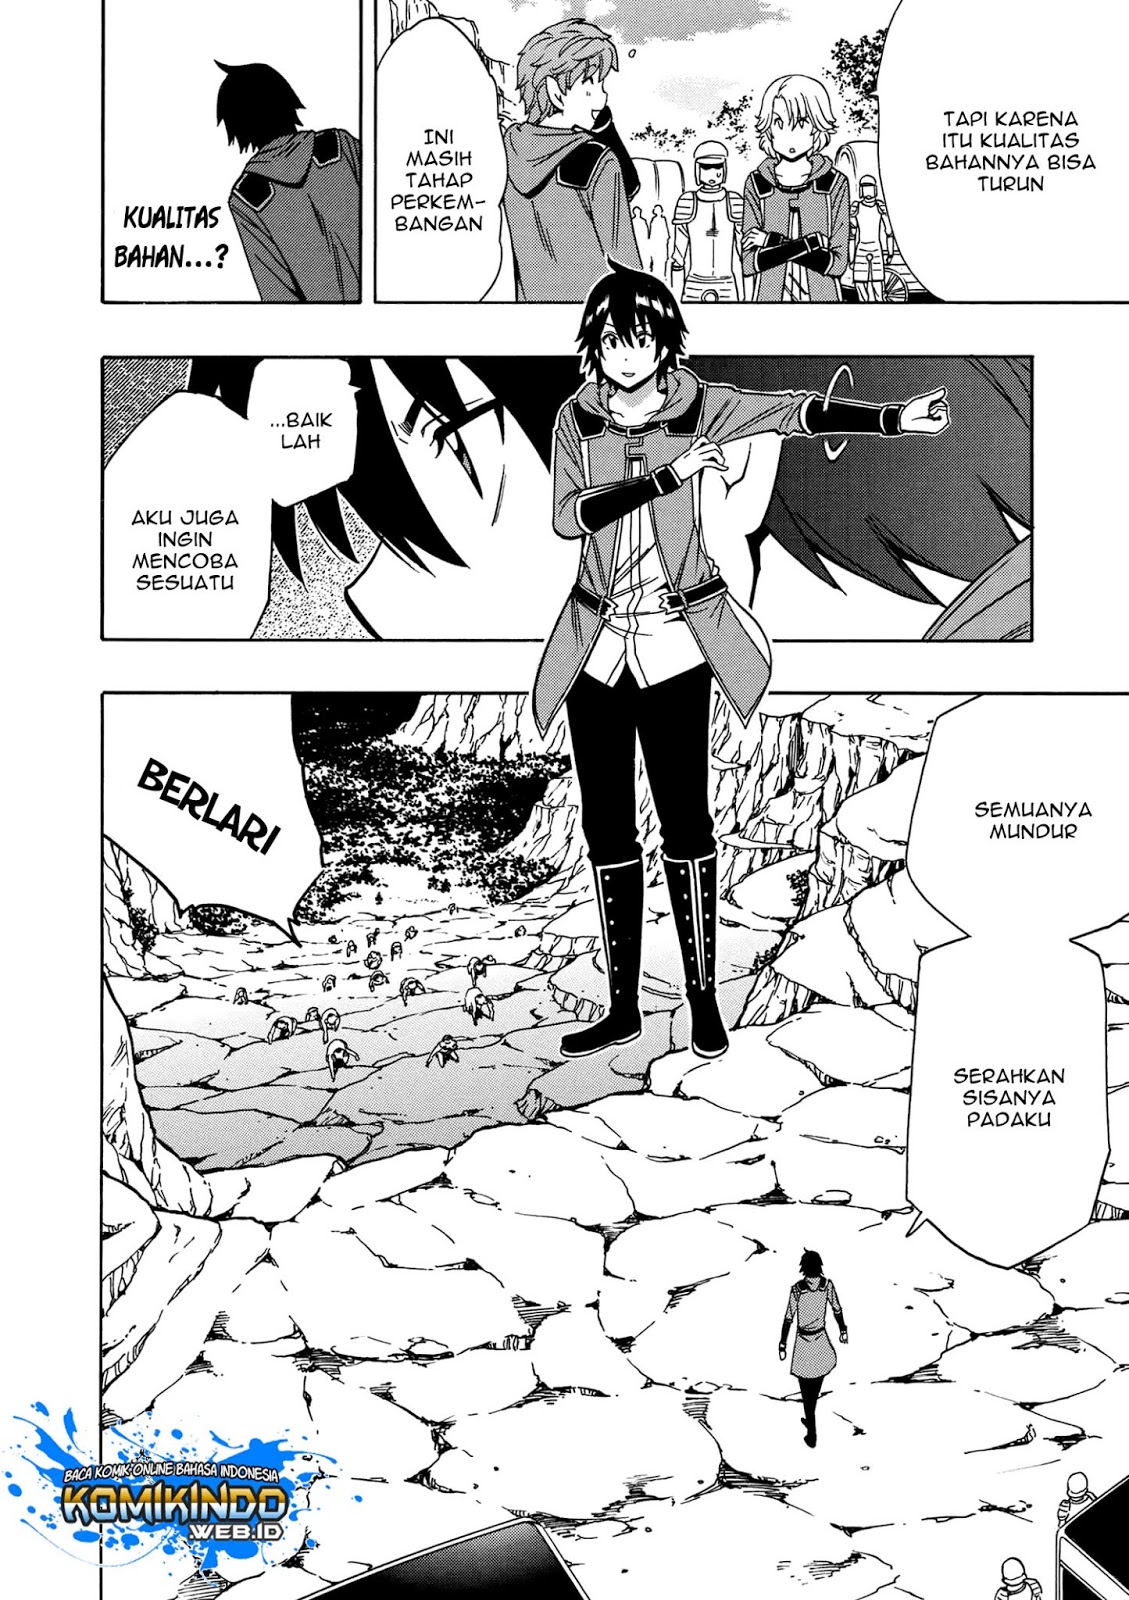 TAPI KARENA
ITU KUALITAS
BAHANNYA BISA
TURUN
INI
MASIH
TAHAP
PERKEM-
BANGAN
KUALITAS
BAHAN...?
...BAIK
LAH
AKU JUGA
INGIN
MENCOBA
SESUATU
SEMUANYA
MUNDUR
SERAHKAN
SISANYA
PADAKU
BERLARI
BACA KOMIK ONLINE BAHASA INDONESIA
KOMIKINDO
WEB.ID